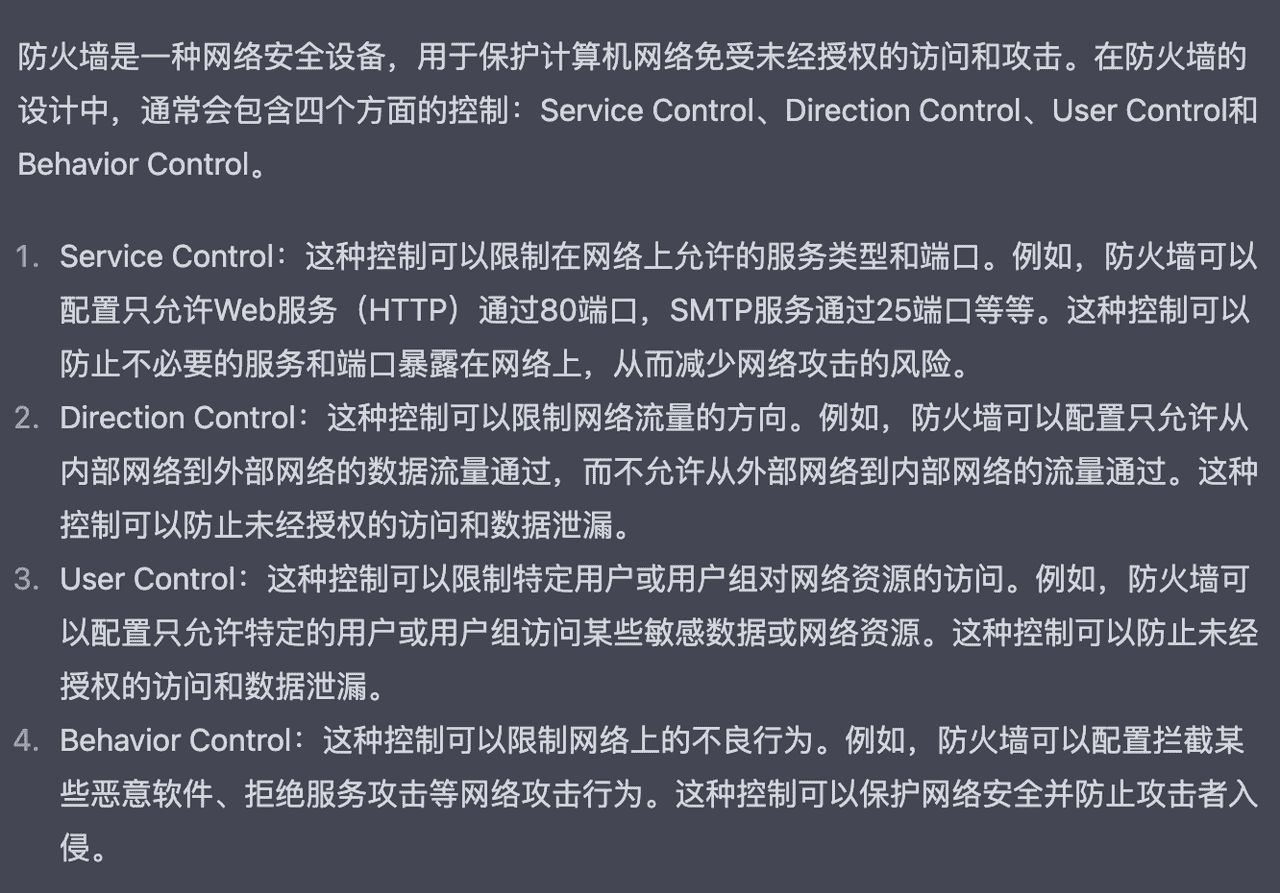 防火墙是一种网络安全设备，用于保护计算机网络免受未经授权的访问和攻击。在防火墙的
设计中，通常会包含四个方面的控制：Service Control、Direction Control、User Control和
Behavior Control。
1. Service Control：这种控制可以限制在网络上允许的服务类型和端口。例如，防火墙可以
配置只允许Web服务（HTTP）通过80端口，SMTP服务通过25端口等等。这种控制可以
防止不必要的服务和端口暴露在网络上，从而减少网络攻击的风险。
2. Direction Control：这种控制可以限制网络流量的方向。例如，防火墙可以配置只允许从
内部网络到外部网络的数据流量通过，而不允许从外部网络到内部网络的流量通过。这种
控制可以防止未经授权的访问和数据泄漏。
3. User Control：这种控制可以限制特定用户或用户组对网络资源的访问。例如，防火墙可
以配置只允许特定的用户或用户组访问某些敏感数据或网络资源。这种控制可以防止未经
授权的访问和数据泄漏。
4. Behavior Control：这种控制可以限制网络上的不良行为。例如，防火墙可以配置拦截某
些恶意软件、拒绝服务攻击等网络攻击行为。这种控制可以保护网络安全并防止攻击者入
侵。